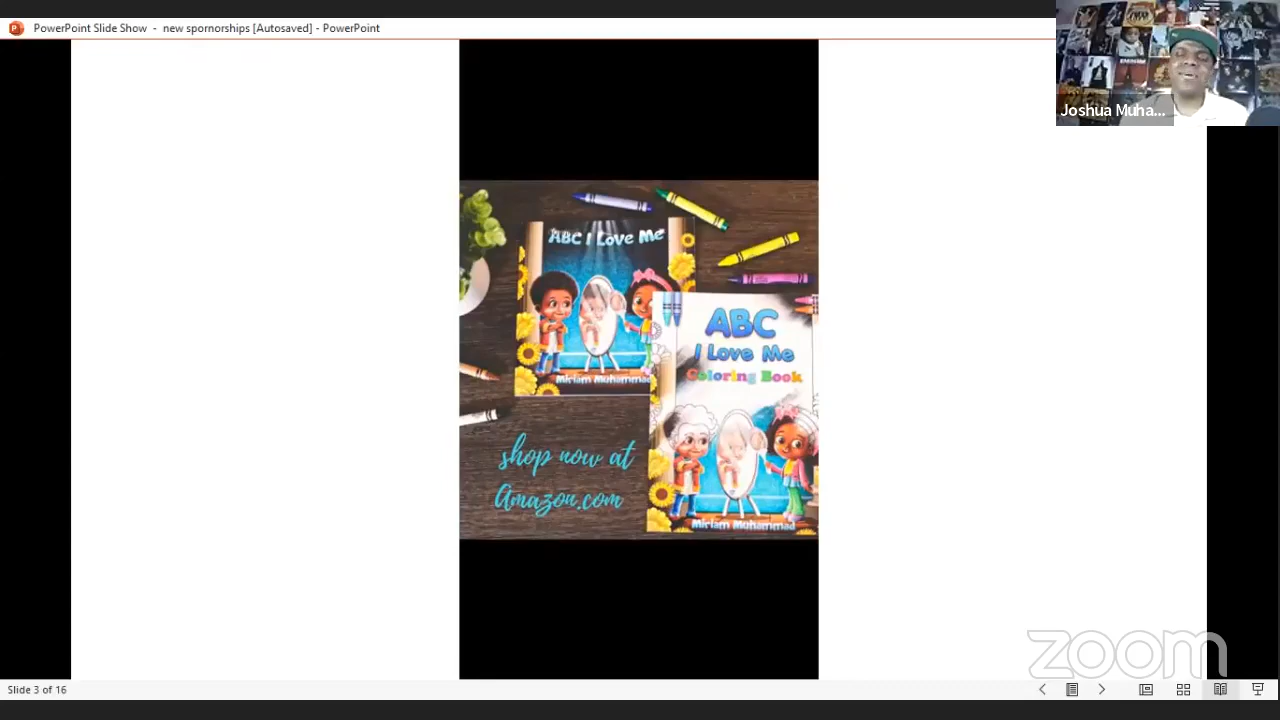 PowerPoint Slide Show - new spornorships [Autosaved] - PowerPoint
Joshua Muha...
EMINEM
ABC I Love Me
Miriam Muhammad
ABC
I Love Me
Coloring Book
Miriam Muhammad
shop now at
Amazon.com
zoom
Slide 3 of 16